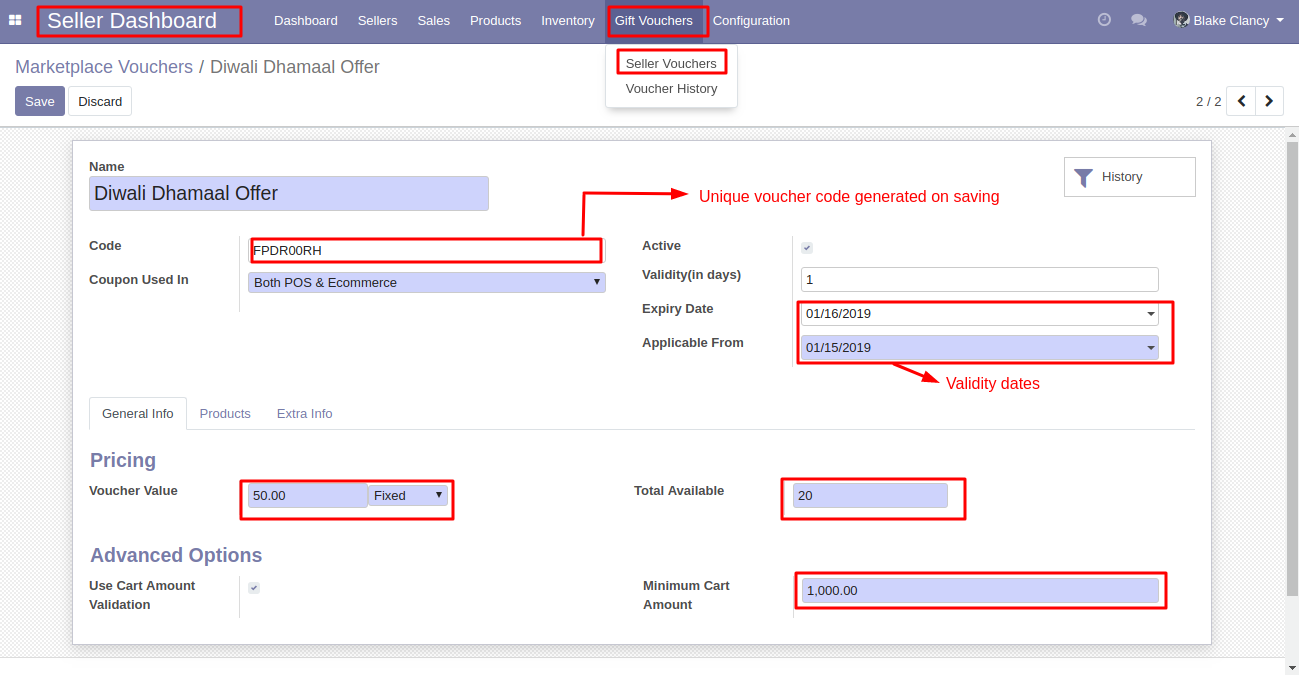 Seller Dashboard Dashboard Sellers Sales Products Inventory Gift Vouchers Configuration Blake Clancy
Seller Vouchers
Voucher History
Marketplace Vouchers / Diwali Dhamaal Offer
Save Discard
2 / 2
Name
Diwali Dhamaal Offer
History
Unique voucher code generated on saving
Code FPDR00RH
Coupon Used In Both POS & Ecommerce
Active
Validity(in days) 1
Expiry Date 01/16/2019
Applicable From 01/15/2019
Validity dates
General Info Products Extra Info
Pricing
Voucher Value 50.00 Fixed
Total Available 20
Advanced Options
Use Cart Amount
Validation
Minimum Cart
Amount
1,000.00